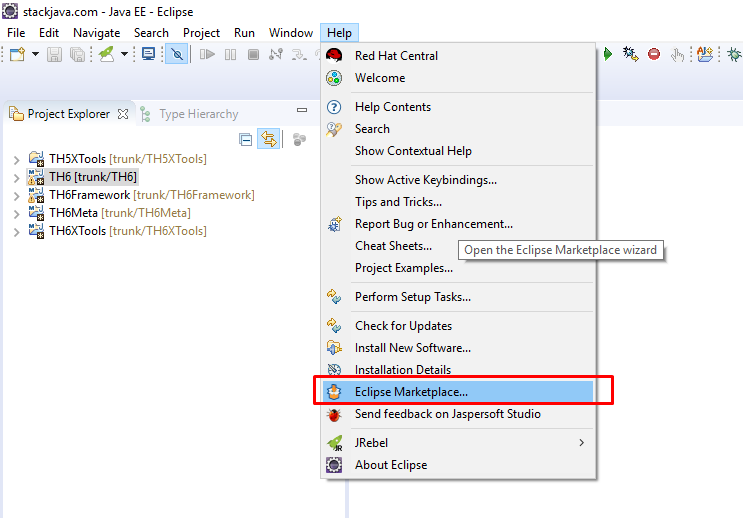 stackjava.com - Java EE - Eclipse
File Edit Search Project Run Window Help
Project Explorer Type Hierarchy
TH5XTools [trunk/TH5XTools]
TH6 [trunk/TH6]
TH6Framework [trunk/TH6Framework]
TH6Meta [trunk/TH6Meta]
TH6XTools [trunk/TH6XTools]
Red Hat Central
Welcome
Help Contents
Search
Show Contextual Help
Show Active Keybindings...
Tips and Tricks...
Report Bug or Enhancement...
Cheat Sheets...
Open the Eclipse Marketplace wizard
Project Examples...
Perform Setup Tasks...
Check for Updates
Install New Software...
Installation Details
Eclipse Marketplace...
Send feedback on Jaspersoft Studio
JRebel
About Eclipse